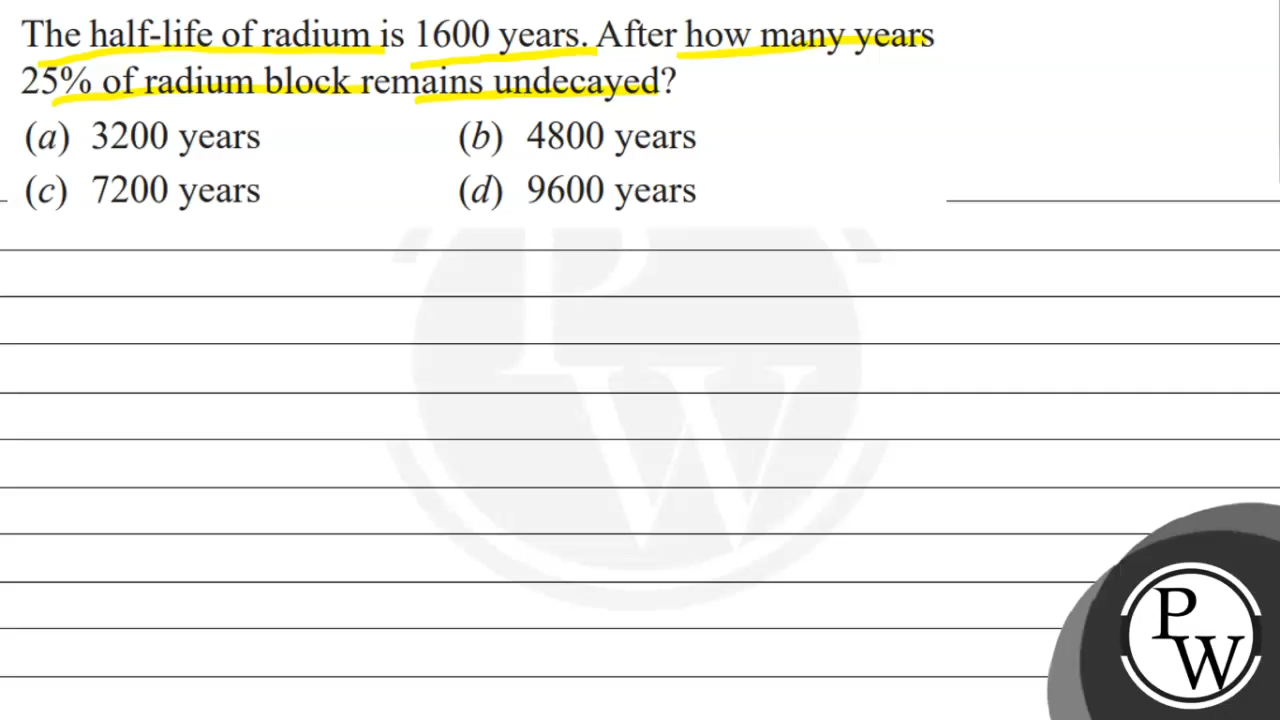 The half-life of radium is 1600 years. After how many years
25% of radium block remains undecayed?
(a) 3200 years (b) 4800 years
(c) 7200 years (d) 9600 years
P
W
P
W